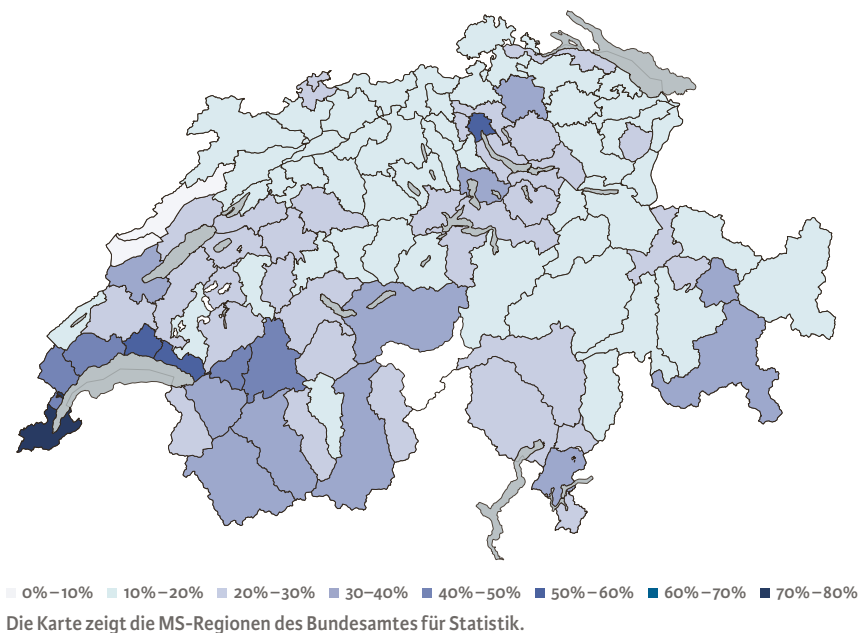 0%–10% 10%–20% 20%–30% 30–40% 40%–50% 50%–60% 60%–70% 70%–80%
Die Karte zeigt die MS-Regionen des Bundesamtes für Statistik.